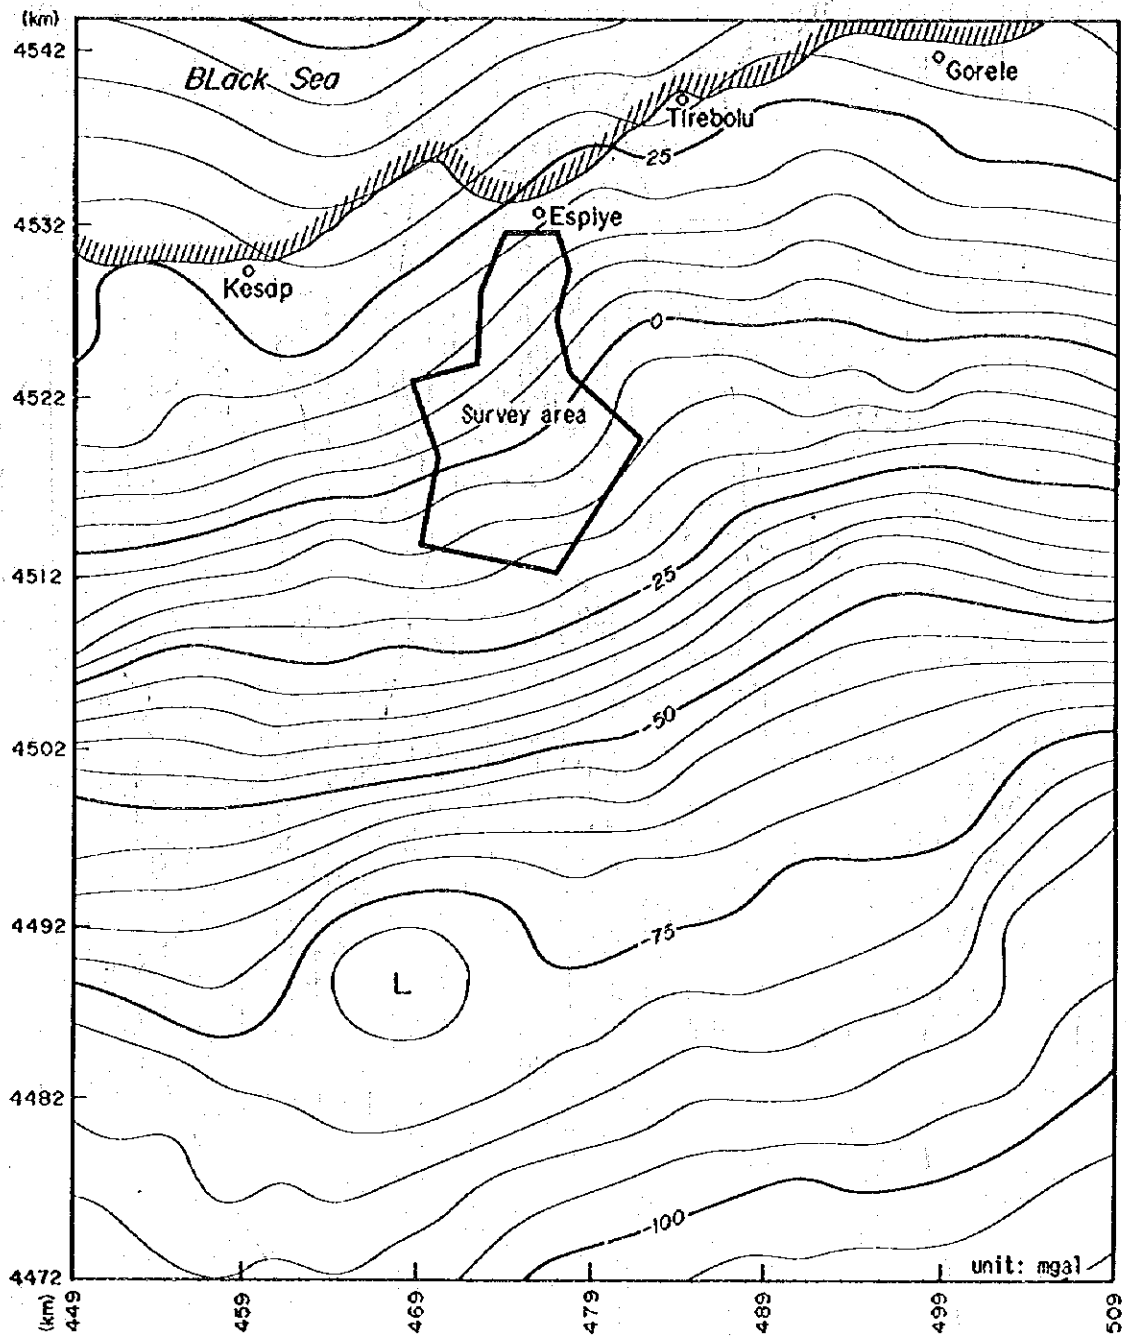 (km)
4542
BLack Sea
Gorele
Tirebolu
25
4532
Espiye
Kesap
0
4522
Survey area
4512
-25
-50
4502
4492
-75
L
4482
-100
unit: mgal
4472
(km)
449
459
469
479
489
499
509